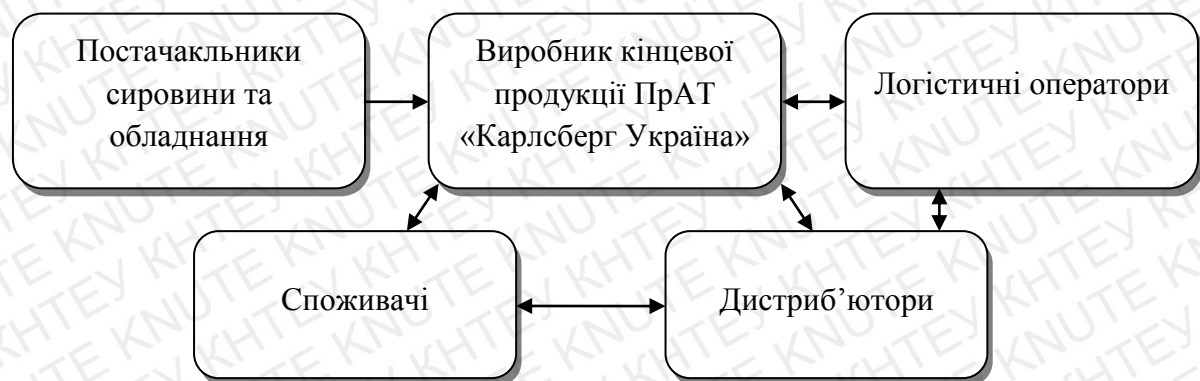 Постачакльники
сировини та
обладнання
Виробник кінцевої
продукції ПрАТ
«Карлсберг Україна»
Логістичні оператори
Споживачі
Дистриб’ютори